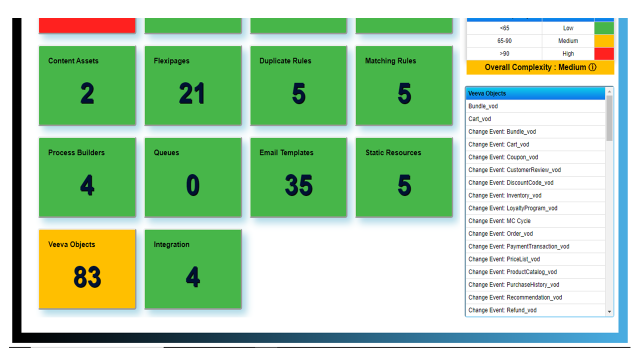 <65 Low
65-90 Medium
>90 High
Overall Complexity : Medium ⓘ
Content Assets
2
Flexipages
21
Duplicate Rules
5
Matching Rules
5
Process Builders
4
Queues
0
Email Templates
35
Static Resources
5
Veeva Objects
83
Integration
4
Veeva Objects
Bundle_vod
Cart_vod
Change Event: Bundle_vod
Change Event: Cart_vod
Change Event: Coupon_vod
Change Event: CustomerReview_vod
Change Event: DiscountCode_vod
Change Event: Inventory_vod
Change Event: LoyaltyProgram_vod
Change Event: MC Cycle
Change Event: Order_vod
Change Event: PaymentTransaction_vod
Change Event: PriceList_vod
Change Event: ProductCatalog_vod
Change Event: PurchaseHistory_vod
Change Event: Recommendation_vod
Change Event: Refund_vod